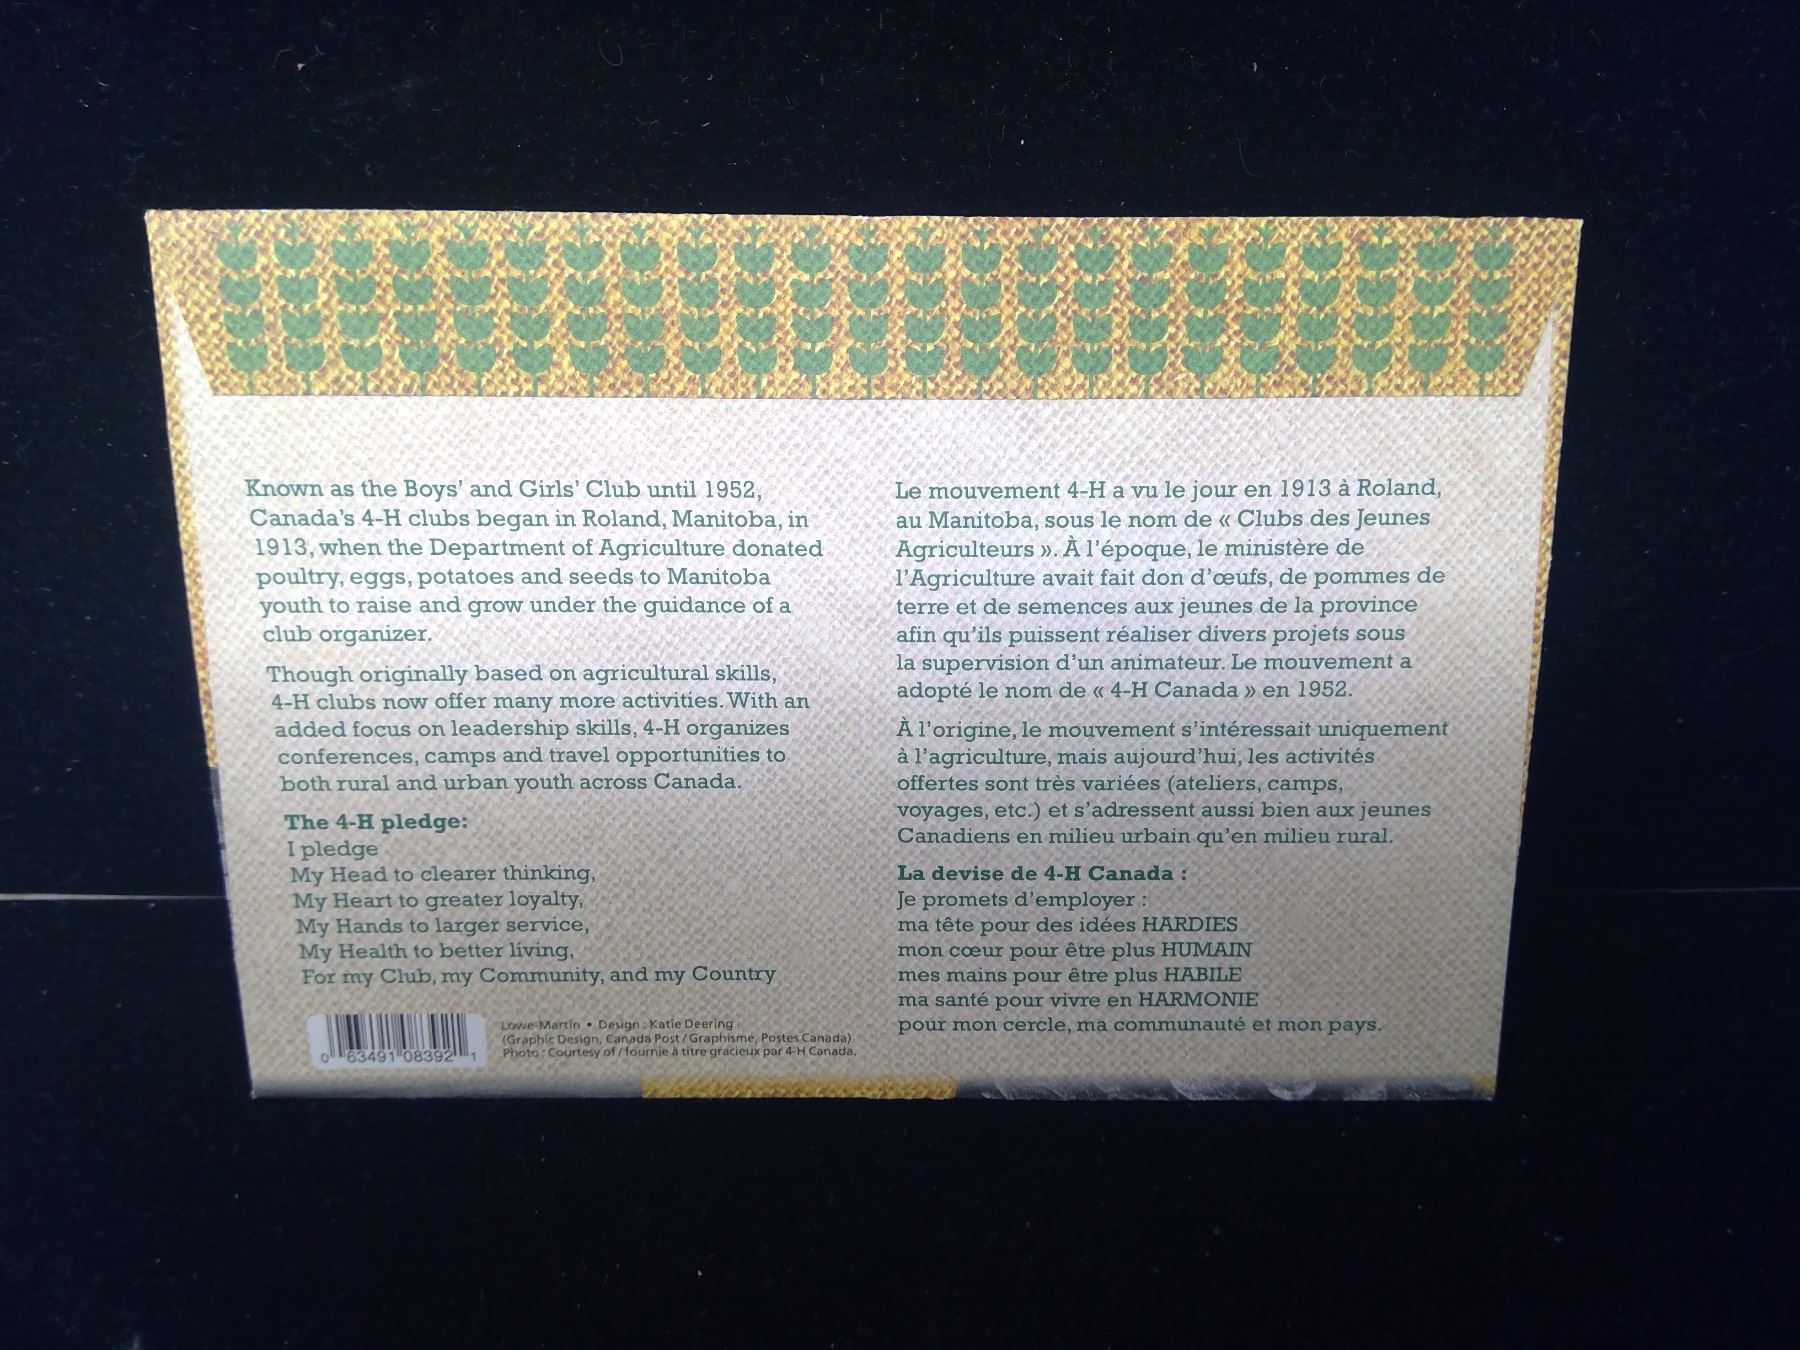 Known as the Boys' and Girls' Club until 1952,
Canada's 4-H clubs began in Roland, Manitoba, in
1913, when the Department of Agriculture donated
poultry, eggs, potatoes and seeds to Manitoba
youth to raise and grow under the guidance of a
club organizer.
Though originally based on agricultural skills,
4-H clubs now offer many more activities. With an
added focus on leadership skills, 4-H organizes
conferences, camps and travel opportunities to
both rural and urban youth across Canada.
The 4-H pledge:
I pledge
My Head to clearer thinking,
My Heart to greater loyalty,
My Hands to larger service,
My Health to better living,
For my Club, my Community, and my Country
0 63491 08392 1
Lowe-Martin • Design : Katie Deering
(Graphic Design, Canada Post / Graphisme, Postes Canada)
Photo : Courtesy of / fournie à titre gracieux par 4-H Canada.
Le mouvement 4-H a vu le jour en 1913 à Roland,
au Manitoba, sous le nom de « Clubs des Jeunes
Agriculteurs ». À l'époque, le ministère de
l'Agriculture avait fait don d'œufs, de pommes de
terre et de semences aux jeunes de la province
afin qu'ils puissent réaliser divers projets sous
la supervision d'un animateur. Le mouvement a
adopté le nom de « 4-H Canada » en 1952.
À l'origine, le mouvement s'intéressait uniquement
à l'agriculture, mais aujourd'hui, les activités
offertes sont très variées (ateliers, camps,
voyages, etc.) et s'adressent aussi bien aux jeunes
Canadiens en milieu urbain qu'en milieu rural.
La devise de 4-H Canada :
Je promets d'employer :
ma tête pour des idées HARDIES
mon cœur pour être plus HUMAIN
mes mains pour être plus HABILE
ma santé pour vivre en HARMONIE
pour mon cercle, ma communauté et mon pays.